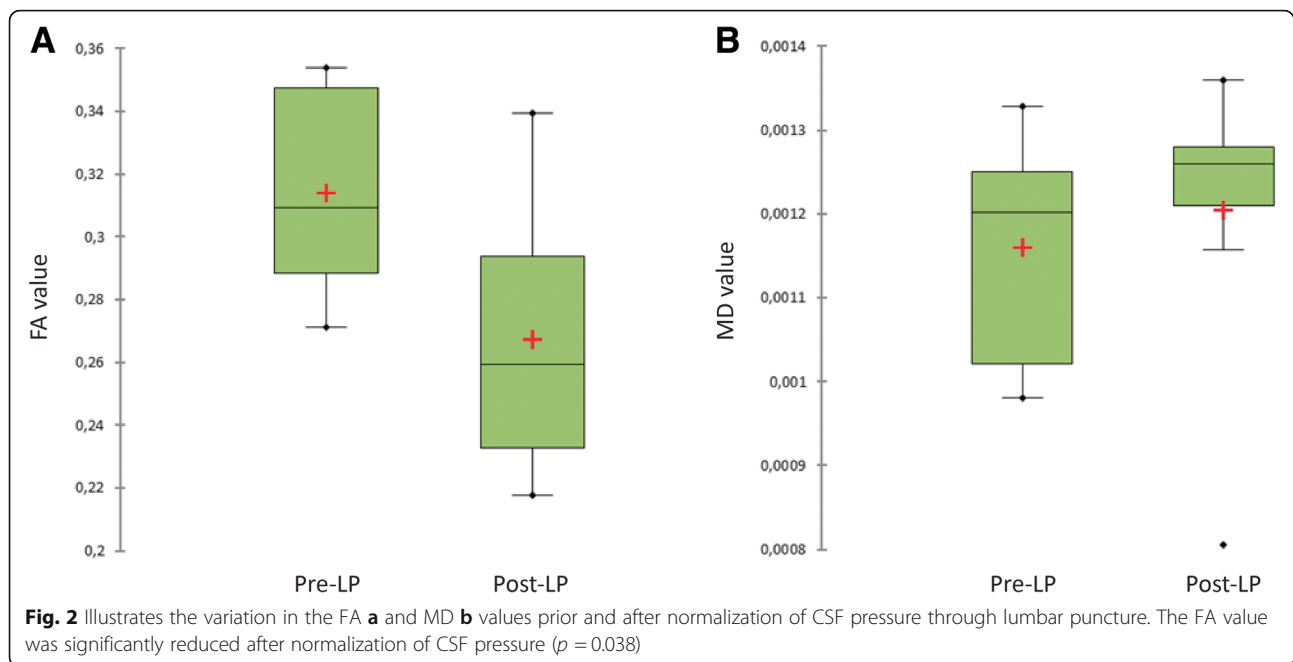 A
0,36
0,34
0,32
0,3
0,28
0,26
0,24
0,22
0,2
FA value
Pre-LP Post-LP
B
0,0014
0,0013
0,0012
0,0011
0,001
0,0009
0,0008
MD value
Pre-LP Post-LP
Fig. 2 Illustrates the variation in the FA a and MD b values prior and after normalization of CSF pressure through lumbar puncture. The FA value
was significantly reduced after normalization of CSF pressure (p = 0.038)